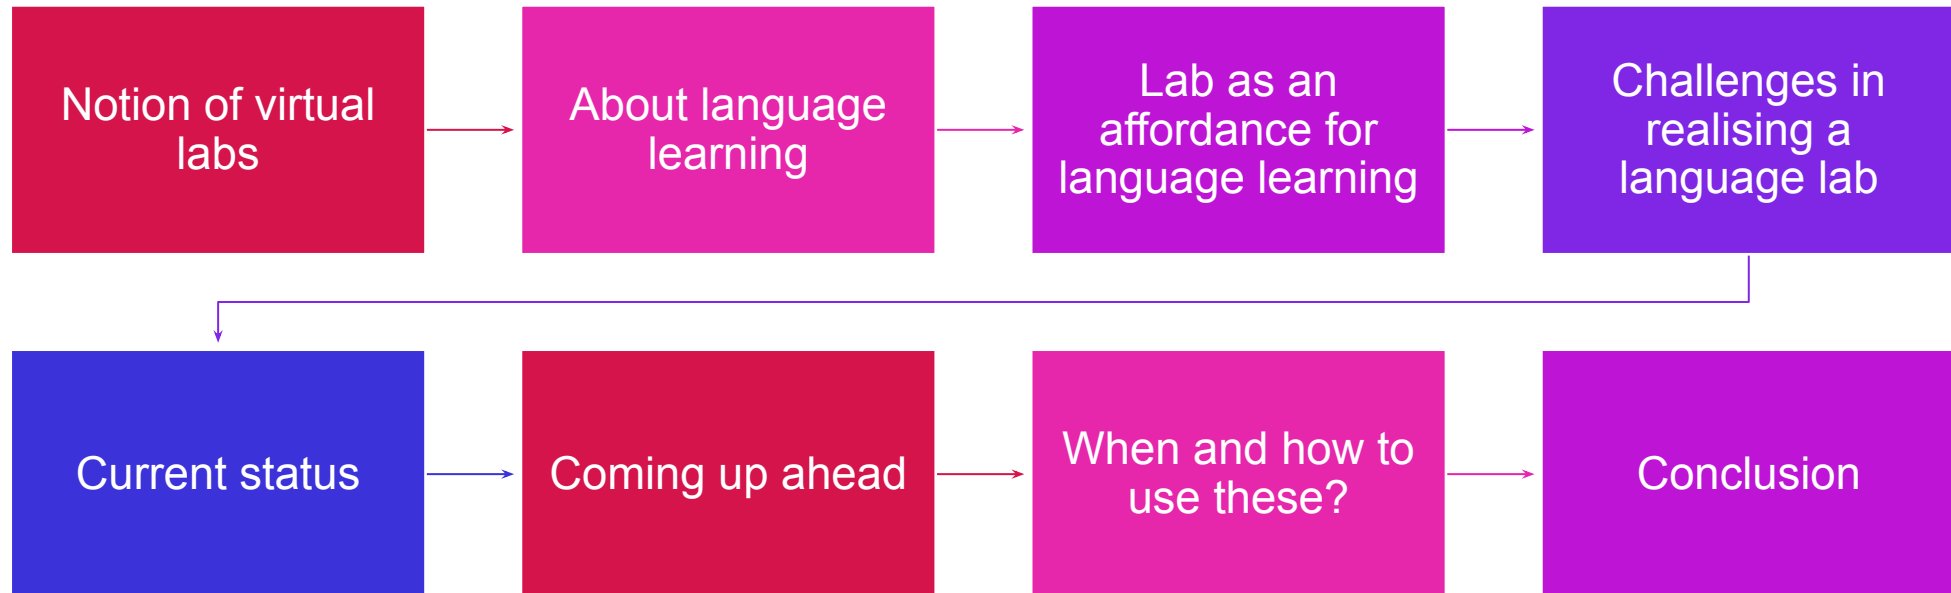 Notion of virtual
labs
About language
learning
Lab as an
affordance for
language learning
Challenges in
realising a
language lab
Current status
Coming up ahead
When and how to
use these?
Conclusion